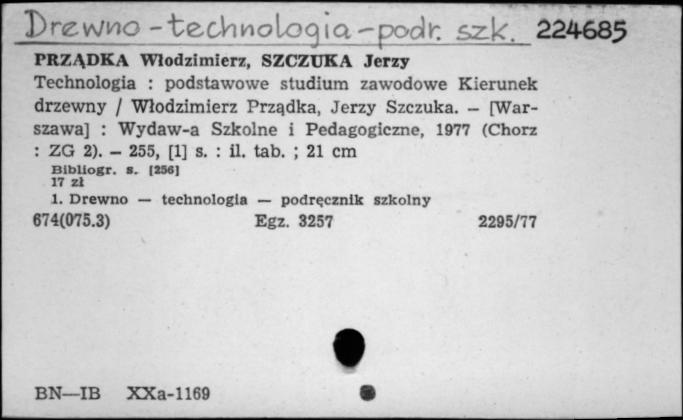 Drewno - technologia - podr. szk. 224685
PRZĄDKA Włodzimierz, SZCZUKA Jerzy
Technologia : podstawowe studium zawodowe Kierunek
drzewny / Włodzimierz Prządka, Jerzy Szczuka. — [War-
szawa] : Wydaw-a Szkolne i Pedagogiczne, 1977 (Chorz
: ZG 2). — 255, [1] s. : il. tab. ; 21 cm
Bibliogr. s. [256]
17 zł
1. Drewno — technologia — podręcznik szkolny
674(075.3) Egz. 3257 2295/77
BN—IB XXa-1169